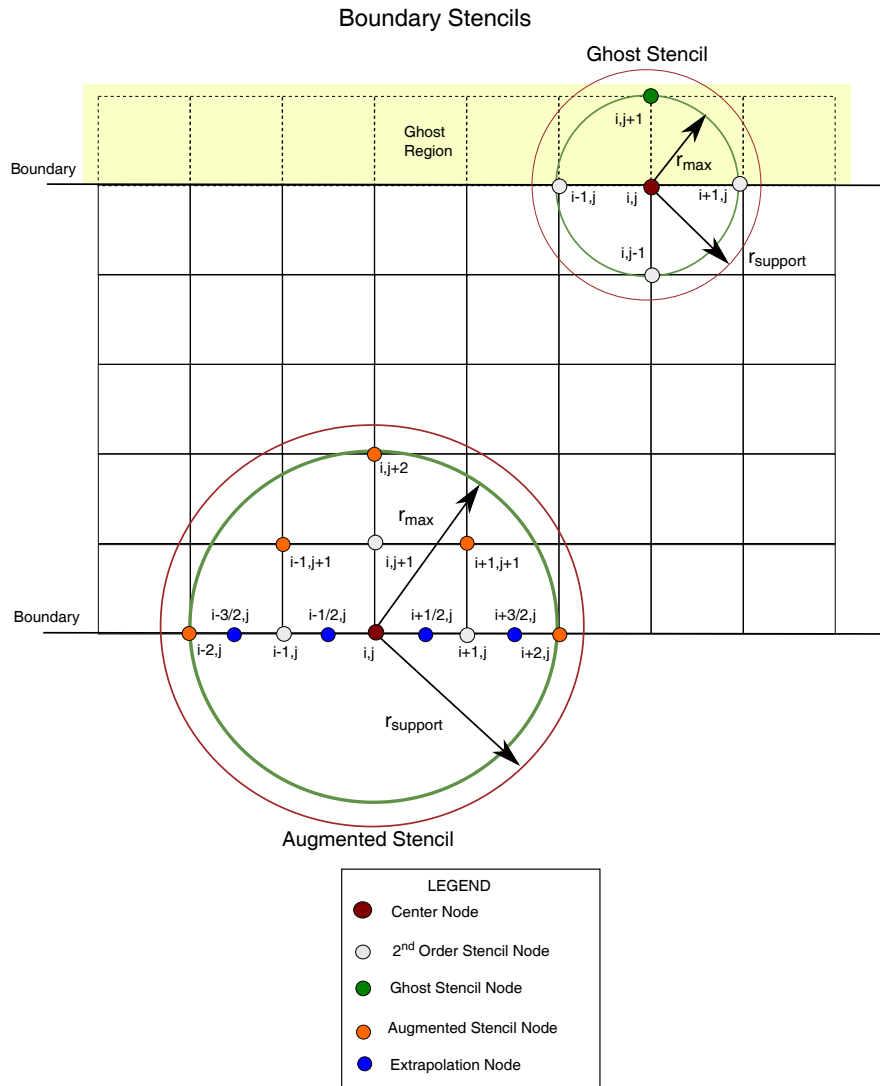 Boundary Stencils
Ghost Stencil
Ghost
Region
i,j+1
r_max
Boundary
i-1,j
i,j
i+1,j
i,j-1
r_support
i,j+2
r_max
i-1,j+1
i,j+1
i+1,j+1
Boundary
i-3/2,j
i-1/2,j
i+1/2,j
i+3/2,j
i-2,j
i-1,j
i,j
i+1,j
i+2,j
r_support
Augmented Stencil
LEGEND
Center Node
2nd Order Stencil Node
Ghost Stencil Node
Augmented Stencil Node
Extrapolation Node